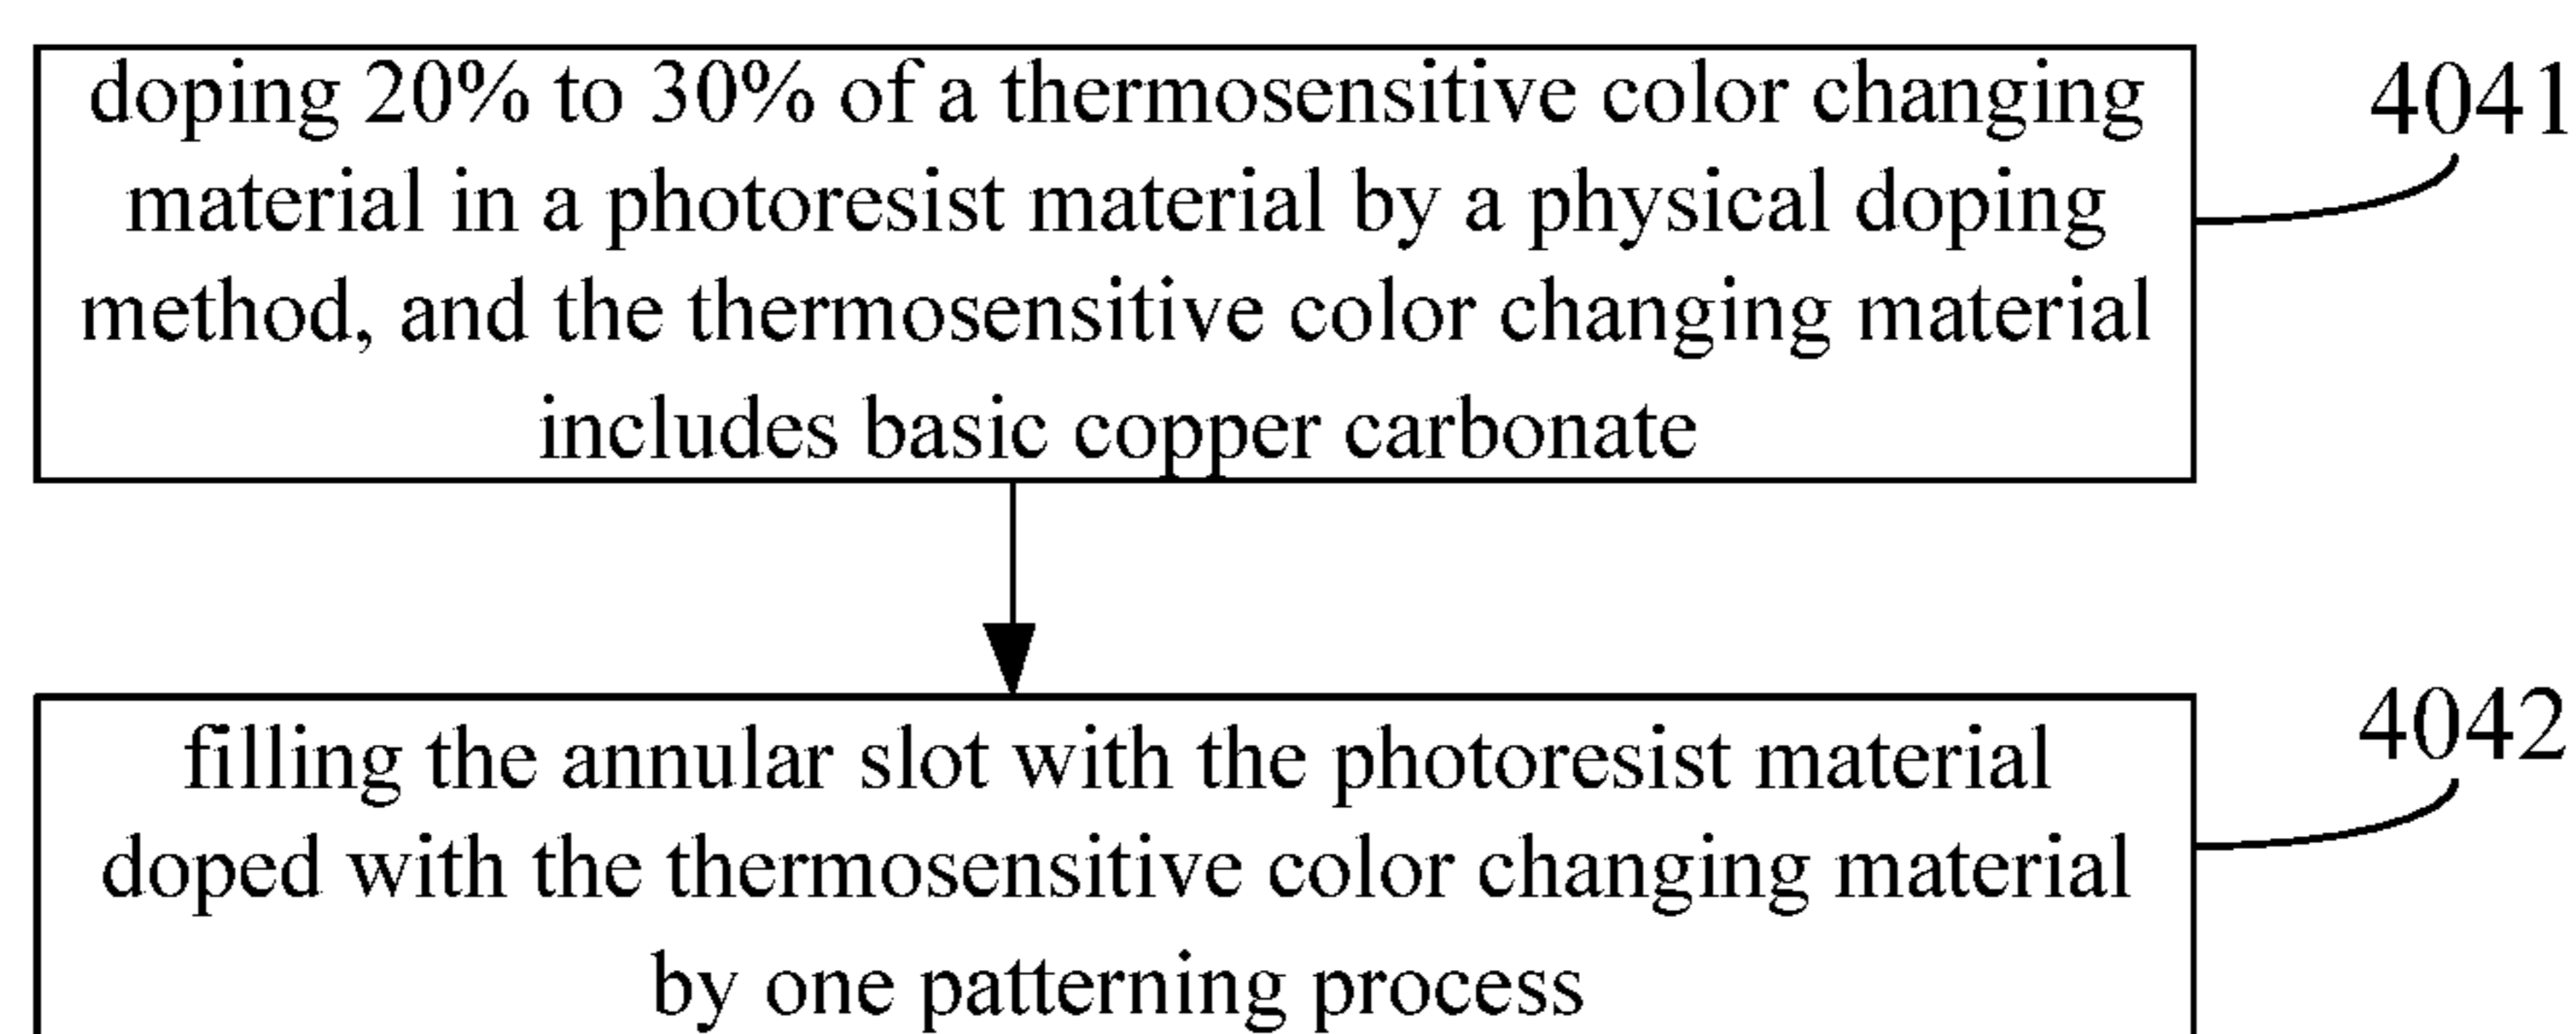 doping 20% to 30% of a thermosensitive color changing
material in a photoresist material by a physical doping
method, and the thermosensitive color changing material
includes basic copper carbonate
4041
filling the annular slot with the photoresist material
doped with the thermosensitive color changing material
by one patterning process
4042